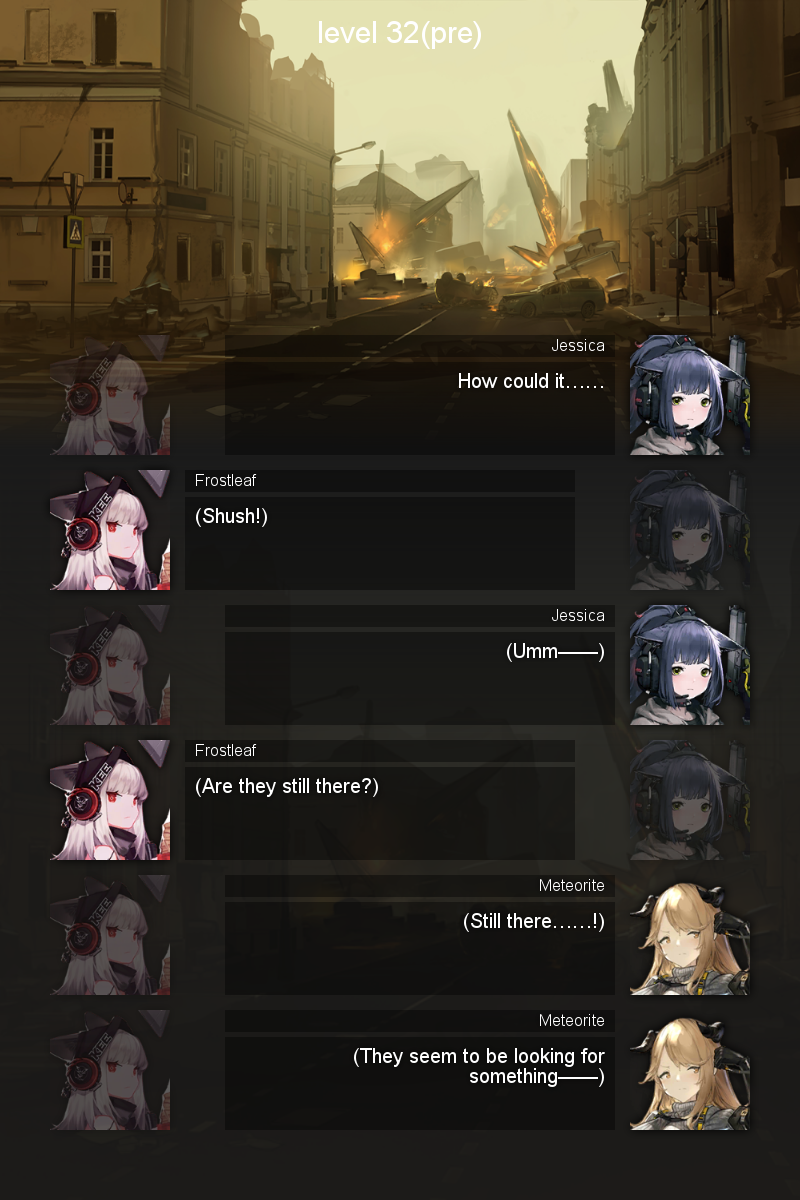 level 32(pre)
Jessica
How could it……
Frostleaf
(Shush!)
Jessica
(Umm——)
Frostleaf
(Are they still there?)
Meteorite
(Still there……!)
Meteorite
(They seem to be looking for
something——)